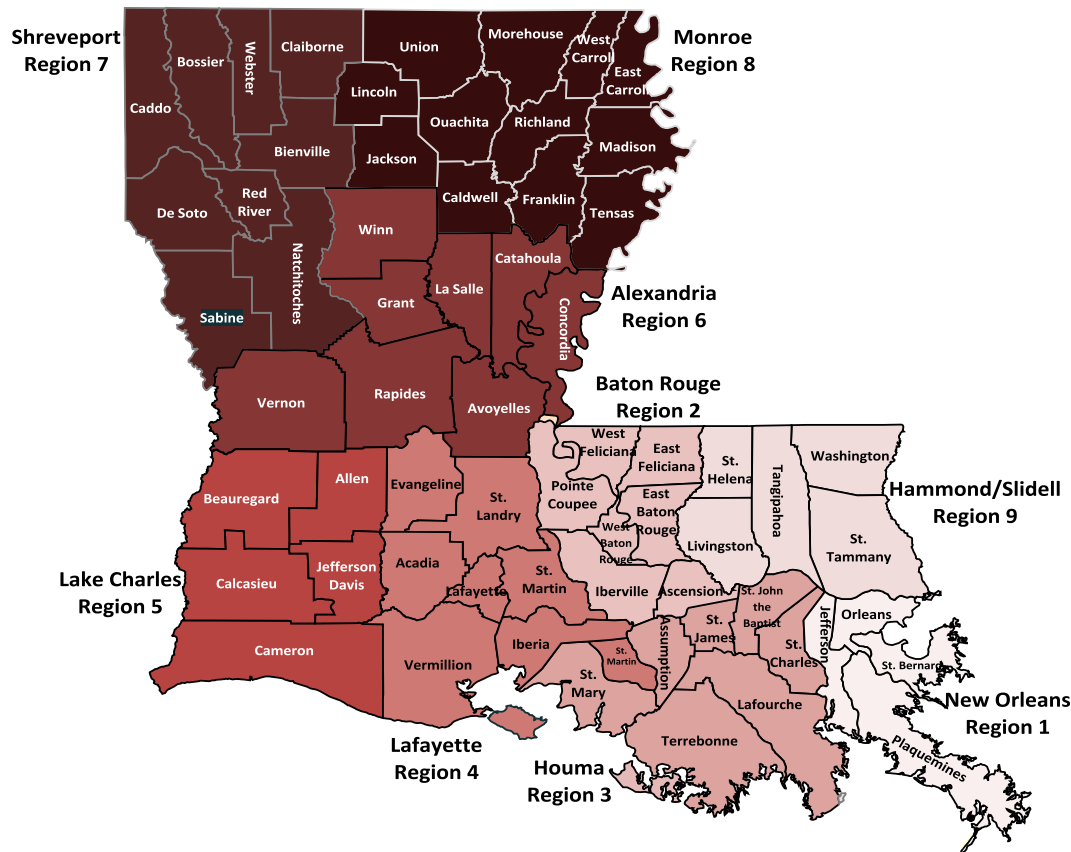 Shreveport
Region 7
Monroe
Region 8
Claiborne
Union
Morehouse
West
Carroll
East
Carroll
Bossier
Webster
Caddo
Lincoln
Ouachita
Richland
Madison
Bienville
Jackson
Caldwell
Franklin
Tensas
De Soto
Red
River
Winn
Natchitoches
Catahoula
La Salle
Grant
Concordia
Sabine
Alexandria
Region 6
Vernon
Rapides
Avoyelles
Baton Rouge
Region 2
West
Feliciana
East
Feliciana
St.
Helena
Tangipahoa
Washington
Hammond/Slidell
Region 9
Beauregard
Allen
Evangeline
St.
Landry
Pointe
Coupee
East
Baton
Rouge
West
Baton
Rouge
Livingston
St.
Tammany
Lake Charles
Region 5
Calcasieu
Jefferson
Davis
Acadia
Lafayette
St.
Martin
Iberville
Ascension
St. John
the
Baptist
Cameron
Vermillion
Iberia
St.
Martin
Assumption
St.
James
St.
Charles
Jefferson
Orleans
St. Bernard
St.
Mary
Lafourche
Terrebonne
Plaquemines
New Orleans
Region 1
Lafayette
Region 4
Houma
Region 3